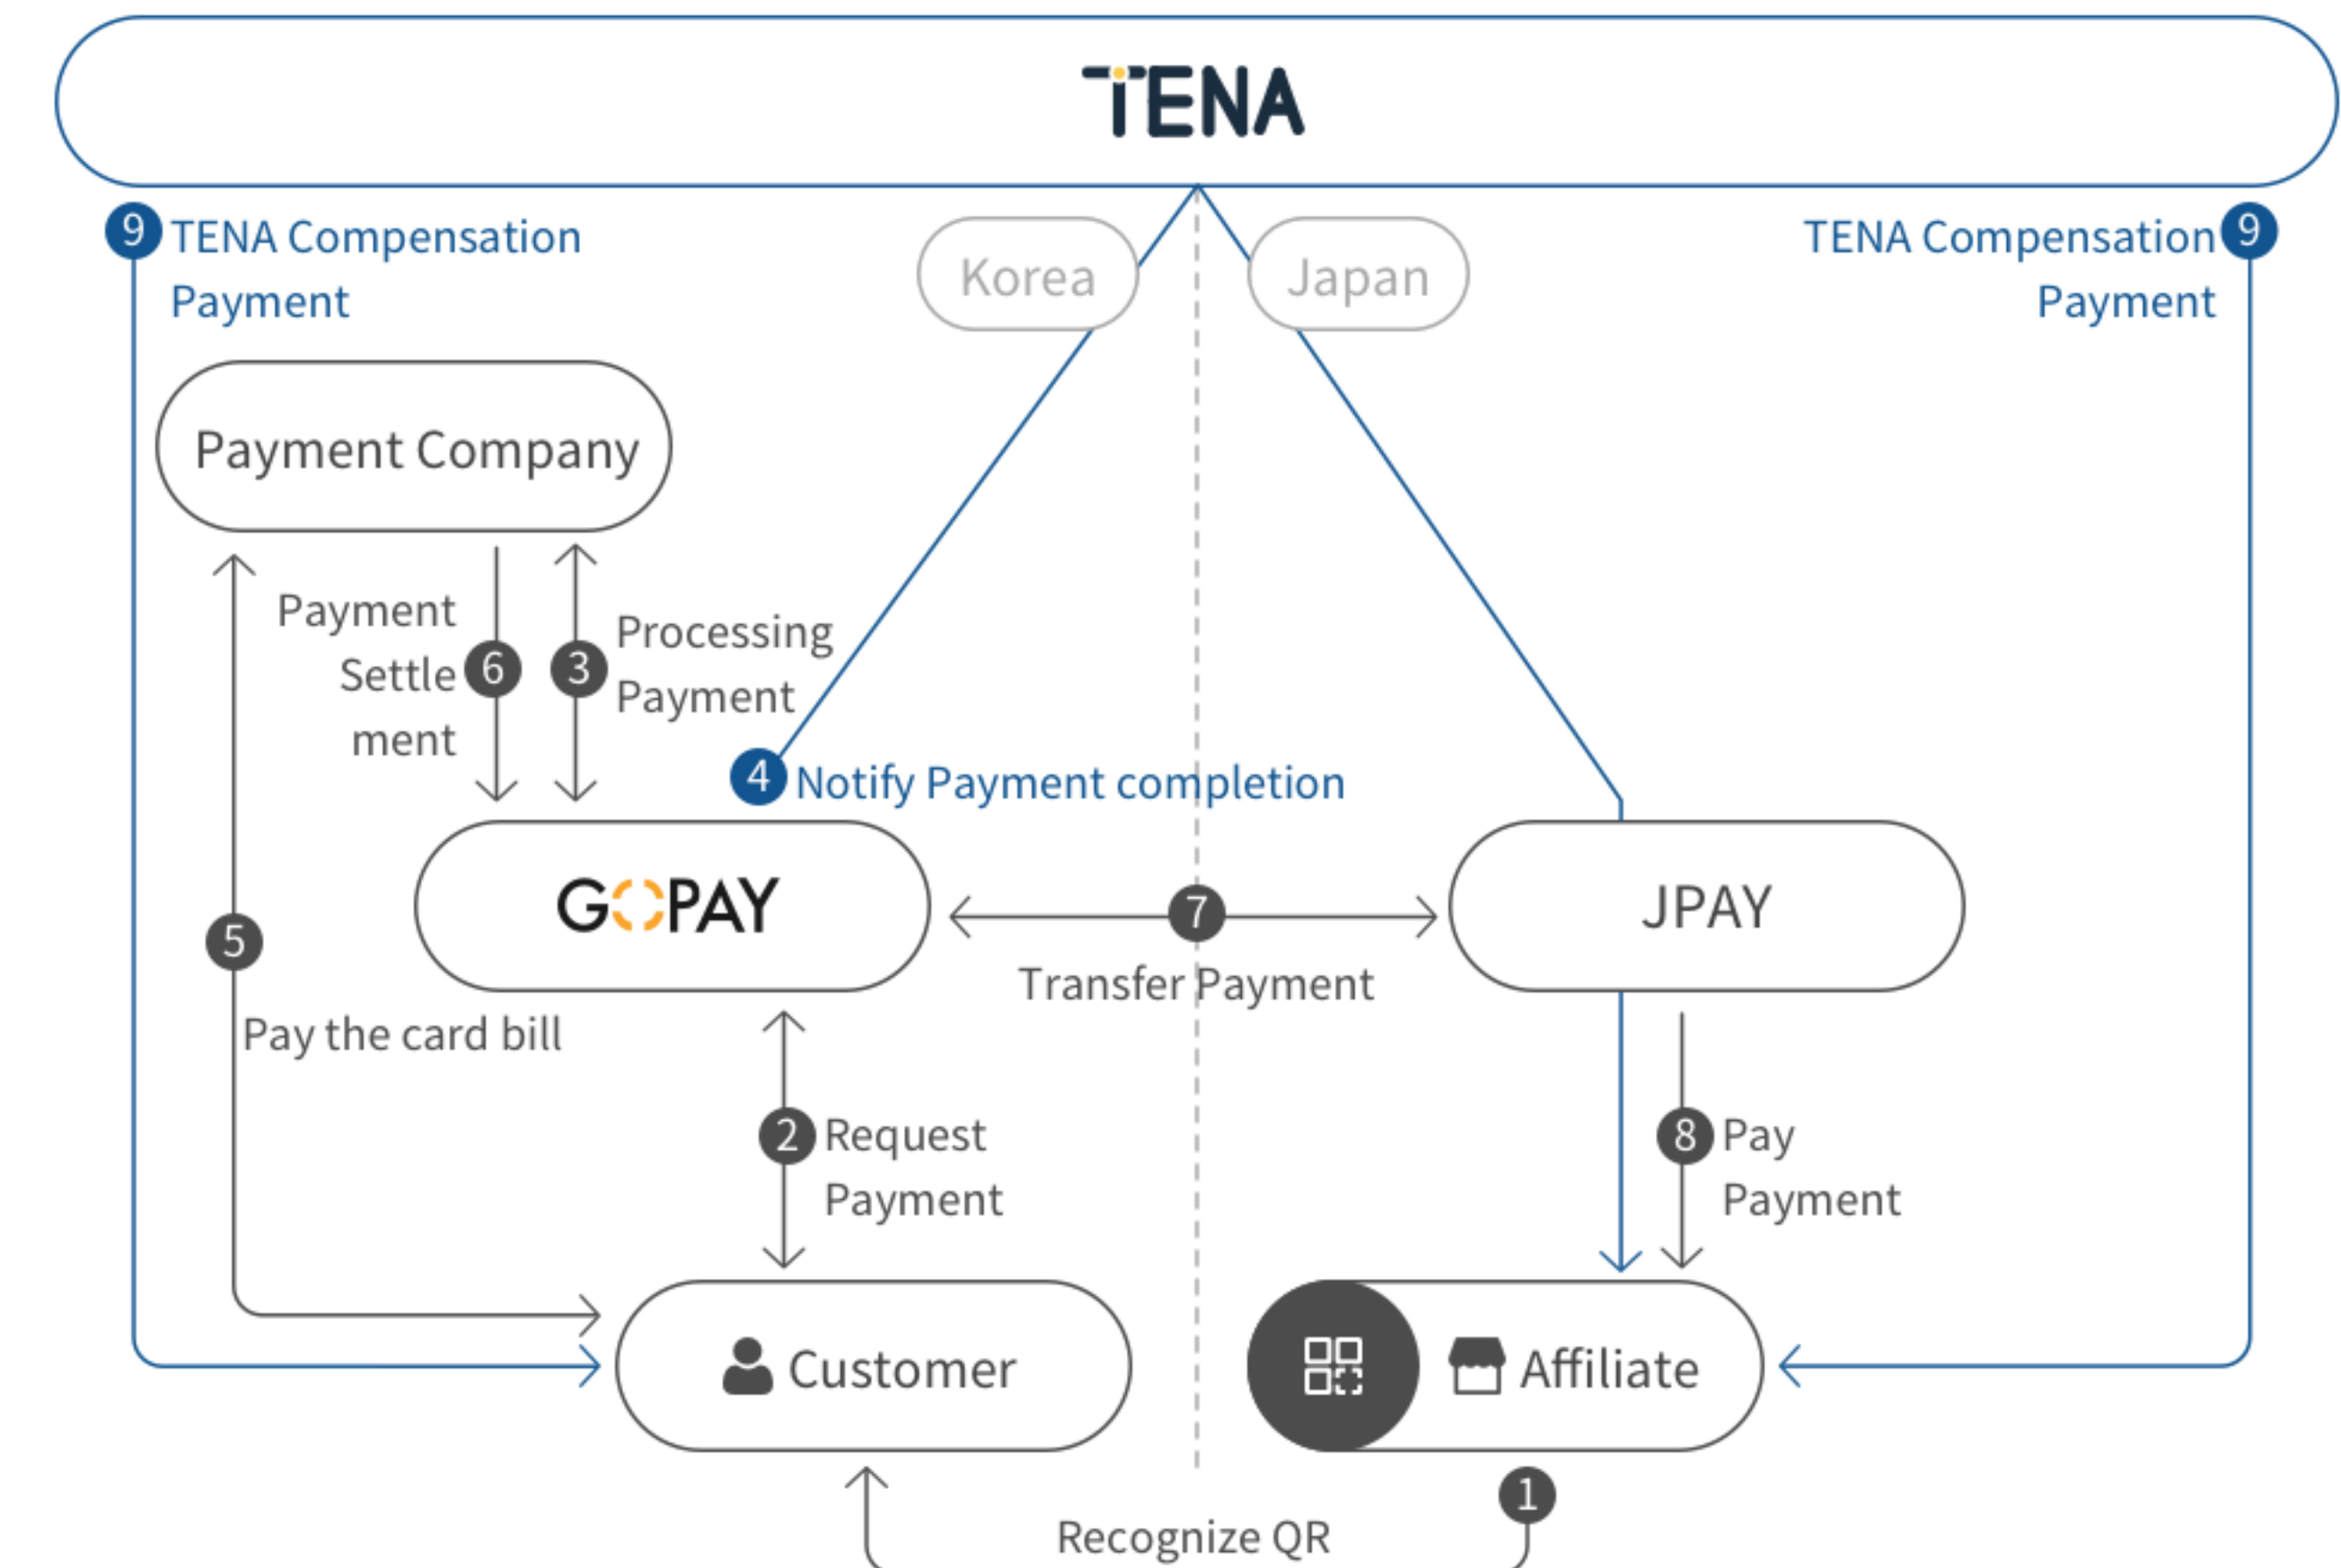 TENA
9 TENA Compensation
Payment
Korea
Japan
TENA Compensation 9
Payment
Payment Company
Payment
Settle
ment
6
3 Processing
Payment
4 Notify Payment completion
GOPAY
7
Transfer Payment
JPAY
5
Pay the card bill
2 Request
Payment
8 Pay
Payment
Customer
Affiliate
1
Recognize QR